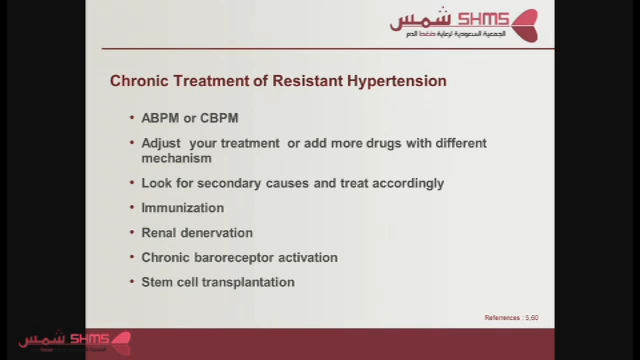 شمس SHMS
الجمعية السعودية لرعاية ضغط الدم
Chronic Treatment of Resistant Hypertension
• ABPM or CBPM
• Adjust your treatment or add more drugs with different
mechanism
• Look for secondary causes and treat accordingly
• Immunization
• Renal denervation
• Chronic baroreceptor activation
• Stem cell transplantation
Referrences : 5,60
شمس SHMS